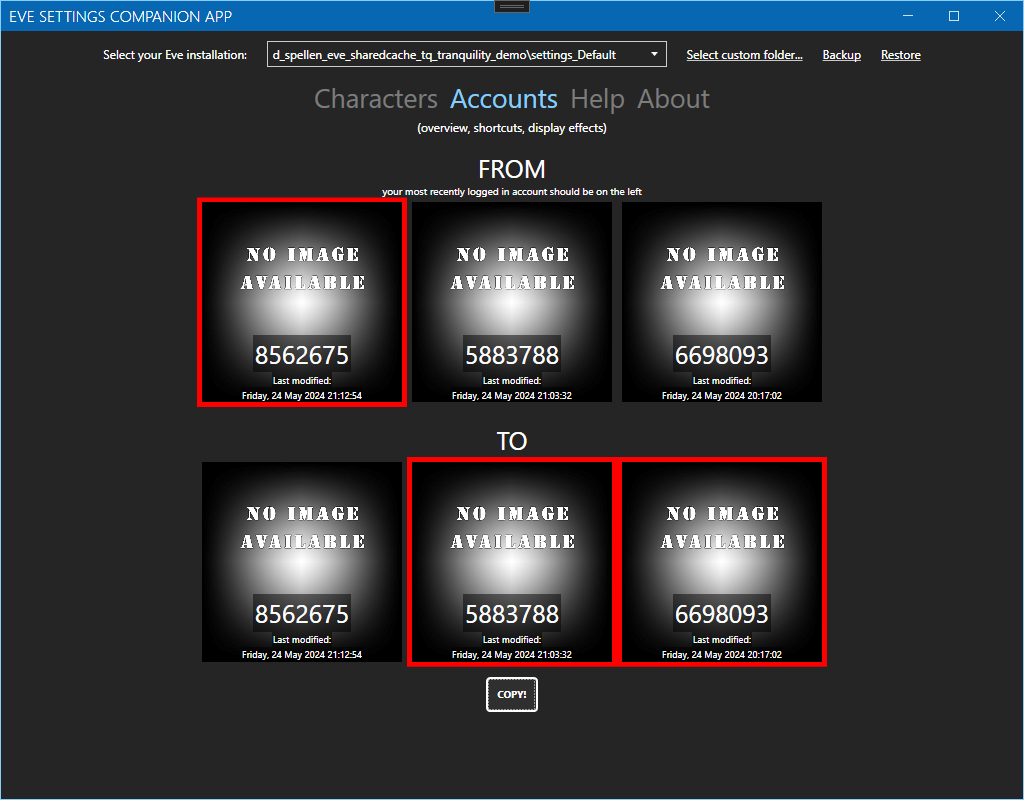 EVE SETTINGS COMPANION APP
Select your Eve installation: d_spellen_eve_sharedcache_tq_tranquility_demo\settings_Default Select custom folder... Backup Restore
Characters Accounts Help About
(overview, shortcuts, display effects)
FROM
your most recently logged in account should be on the left
NO IMAGE NO IMAGE NO IMAGE
AVAILABLE AVAILABLE AVAILABLE
8562675 5883788 6698093
Last modified: Last modified: Last modified:
Friday, 24 May 2024 21:12:54 Friday, 24 May 2024 21:03:32 Friday, 24 May 2024 20:17:02
TO
NO IMAGE NO IMAGE NO IMAGE
AVAILABLE AVAILABLE AVAILABLE
8562675 5883788 6698093
Last modified: Last modified: Last modified:
Friday, 24 May 2024 21:12:54 Friday, 24 May 2024 21:03:32 Friday, 24 May 2024 20:17:02
COPY!